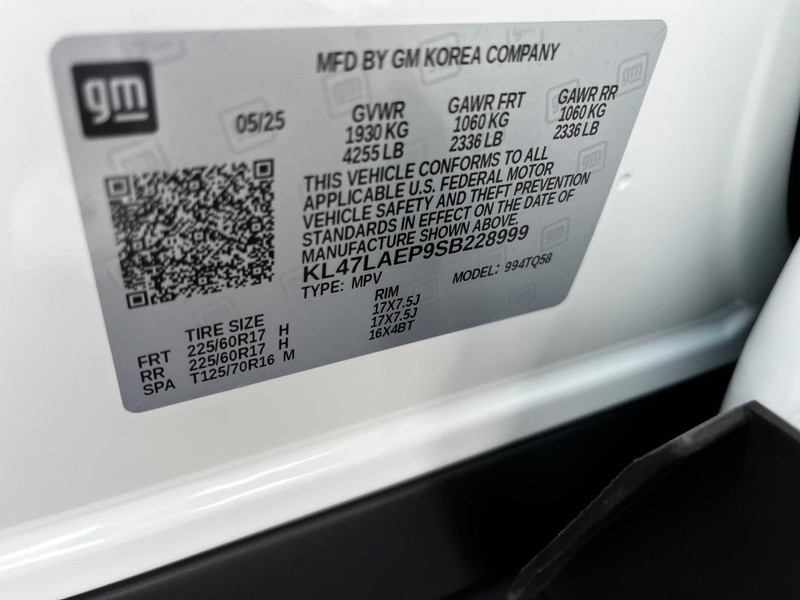 gm
MFD BY GM KOREA COMPANY
05/25
GVWR GAWR FRT GAWR RR
1930 KG 1060 KG 1060 KG
4255 LB 2336 LB 2336 LB
THIS VEHICLE CONFORMS TO ALL
APPLICABLE U.S. FEDERAL MOTOR
VEHICLE SAFETY AND THEFT PREVENTION
STANDARDS IN EFFECT ON THE DATE OF
MANUFACTURE SHOWN ABOVE.
KL47LAEP9SB228999
TYPE: MPV MODEL: 994TQ58
TIRE SIZE RIM
FRT 225/60R17 H 17X7.5J
RR 225/60R17 H 17X7.5J
SPA T125/70R16 M 16X4BT